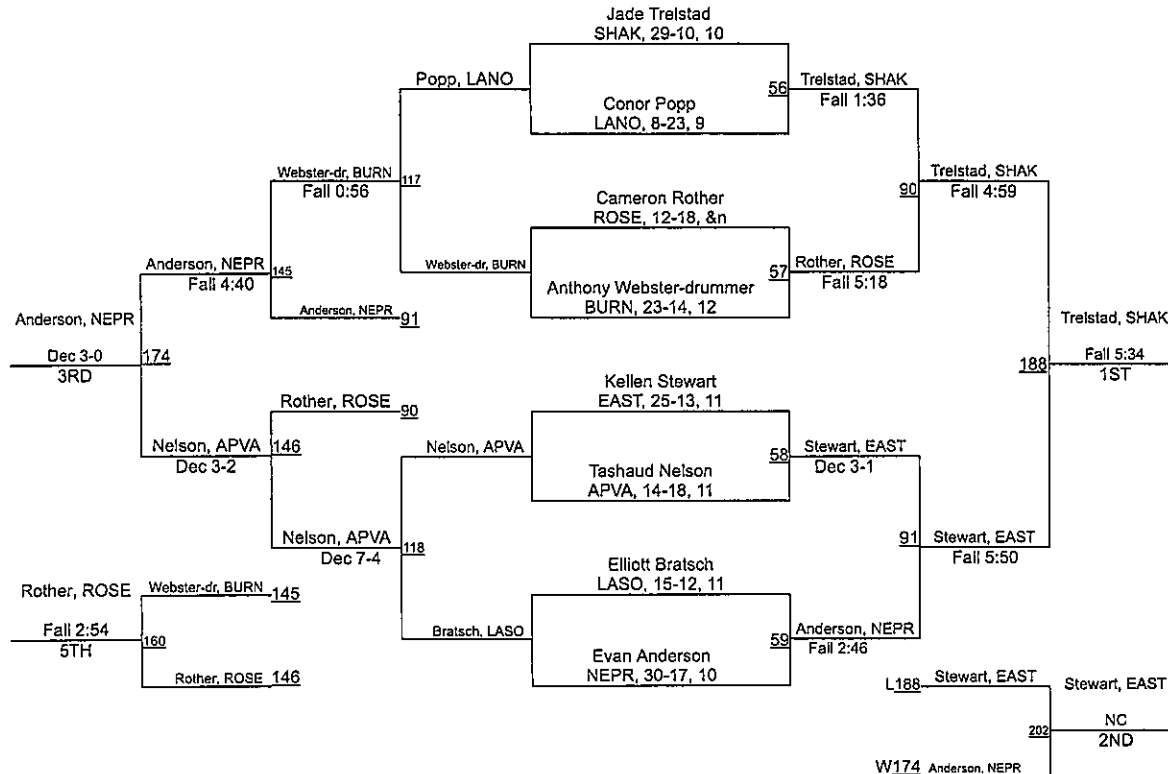 Jade Trelstad
SHAK, 29-10, 10
Popp, LANO
56
Trelstad, SHAK
Fall 1:36
Conor Popp
LANO, 8-23, 9
Webster-dr, BURN
Fall 0:56
117
Cameron Rother
ROSE, 12-18, &n
90
Trelstad, SHAK
Fall 4:59
Anderson, NEPR
Fall 4:40
145
Webster-dr, BURN
57
Rother, ROSE
Fall 5:18
Anthony Webster-drummer
BURN, 23-14, 12
Anderson, NEPR
91
Anderson, NEPR
Dec 3-0
3RD
174
Trelstad, SHAK
188
Fall 5:34
1ST
Kellen Stewart
EAST, 25-13, 11
Rother, ROSE
90
Nelson, APVA
Dec 3-2
146
Nelson, APVA
58
Stewart, EAST
Dec 3-1
Tashaud Nelson
APVA, 14-18, 11
Nelson, APVA
Dec 7-4
118
91
Stewart, EAST
Fall 5:50
Elliott Bratsch
LASO, 15-12, 11
Rother, ROSE
Fall 2:54
5TH
Webster-dr, BURN
145
160
Rother, ROSE
146
Bratsch, LASO
59
Anderson, NEPR
Fall 2:46
Evan Anderson
NEPR, 30-17, 10
L188
Stewart, EAST
Stewart, EAST
202
NC
2ND
W174
Anderson, NEPR